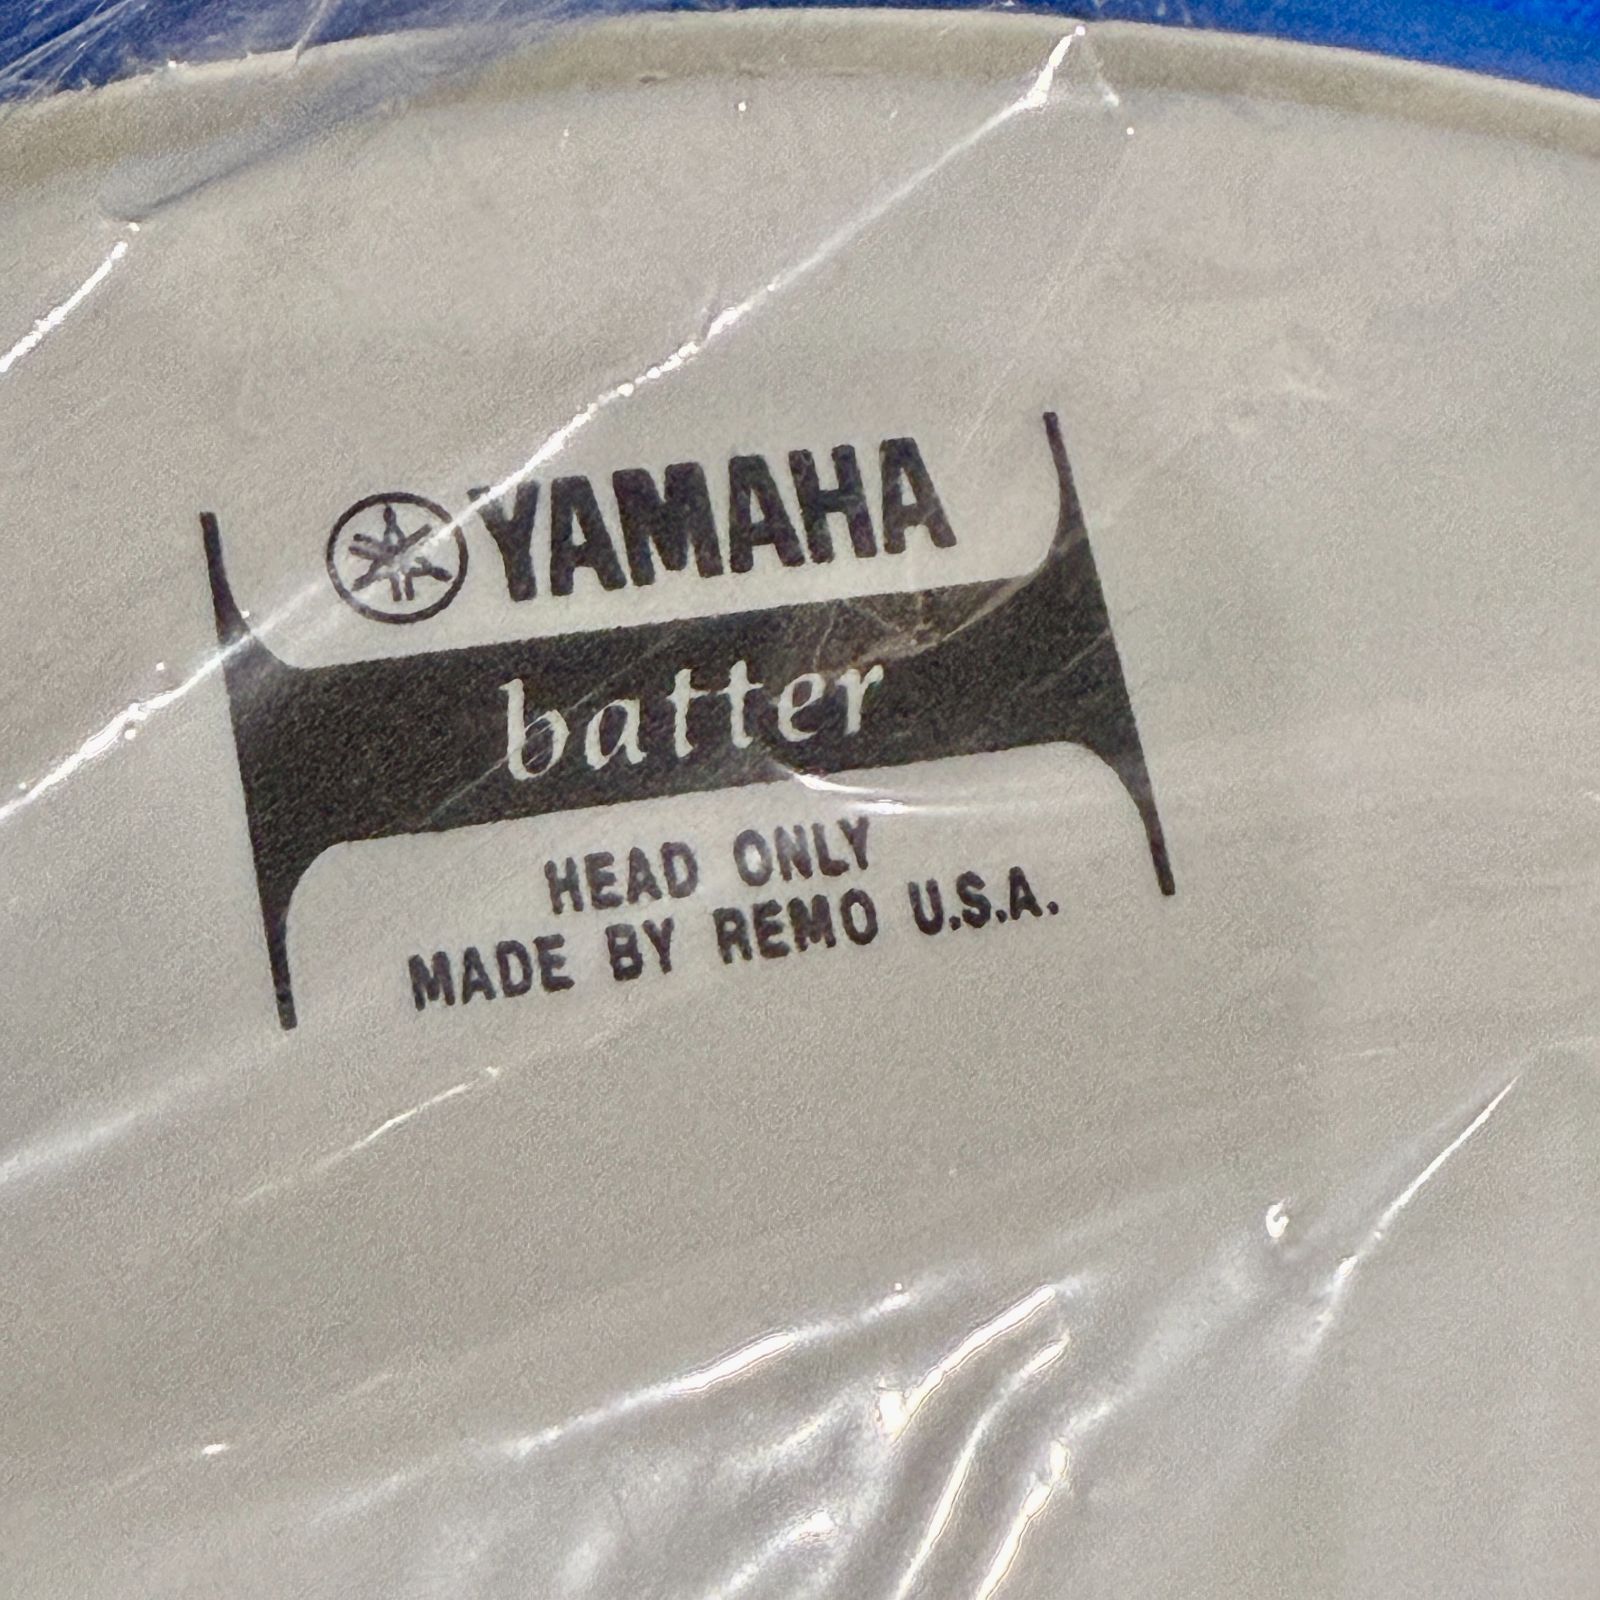 YAMAHA
batter
HEAD ONLY
MADE BY REMO U.S.A.